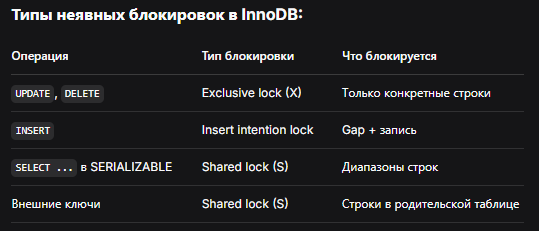 Типы неявных блокировок в InnoDB:
Операция Тип блокировки Что блокируется
UPDATE, DELETE Exclusive lock (X) Только конкретные строки
INSERT Insert intention lock Gap + запись
SELECT ... в SERIALIZABLE Shared lock (S) Диапазоны строк
Внешние ключи Shared lock (S) Строки в родительской таблице